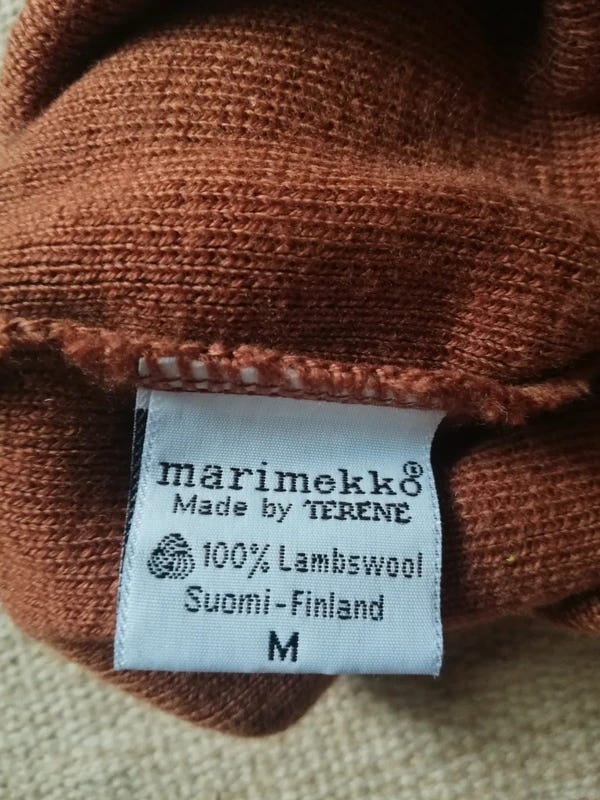 marimekko®
Made by TERENE
100% Lambswool
Suomi-Finland
M